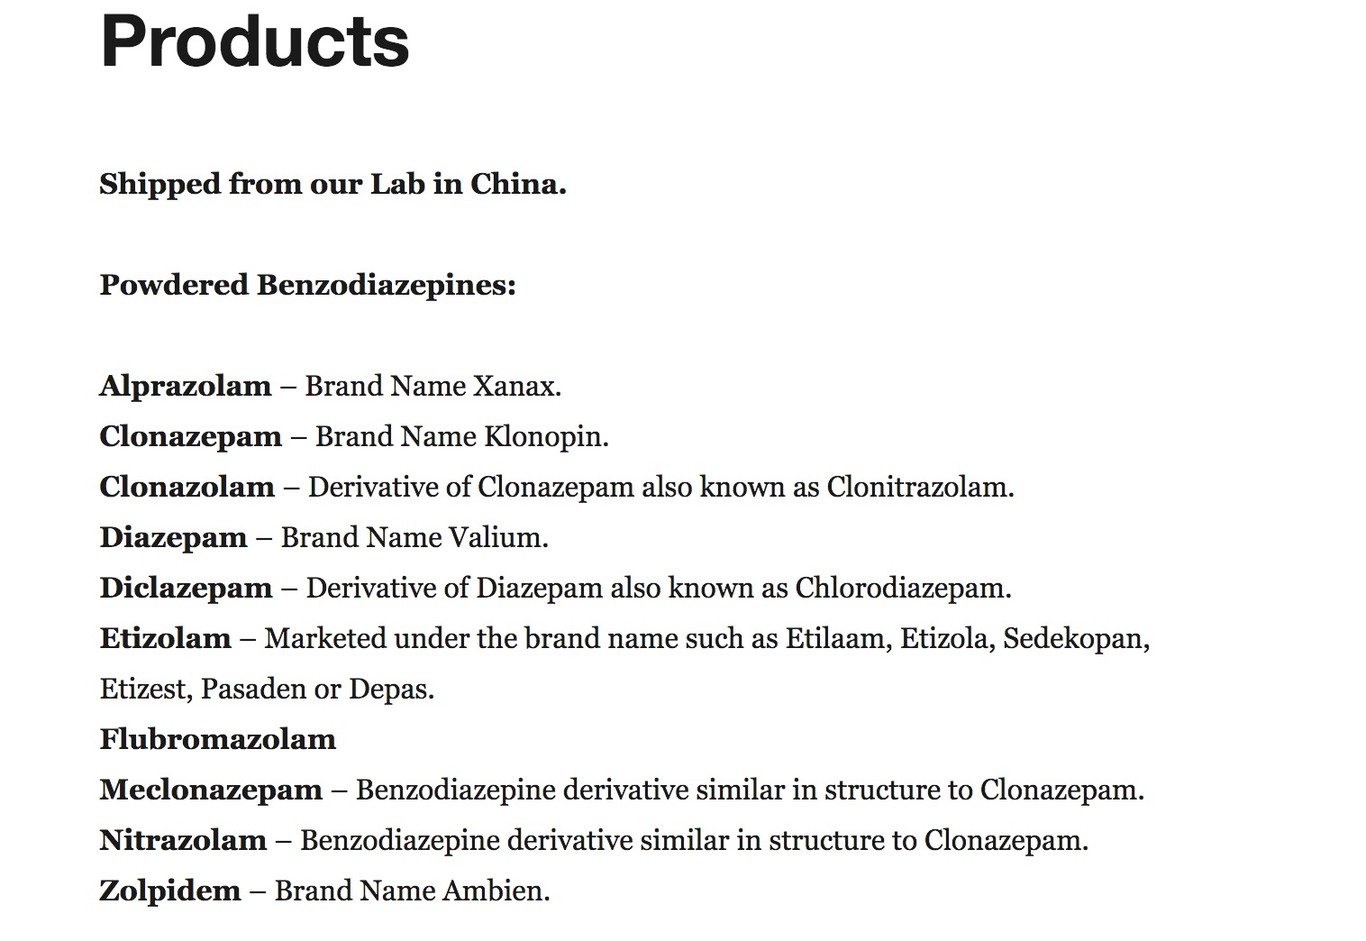 Products
Shipped from our Lab in China.
Powdered Benzodiazepines:
Alprazolam – Brand Name Xanax.
Clonazepam – Brand Name Klonopin.
Clonazolam – Derivative of Clonazepam also known as Clonitrazolam.
Diazepam – Brand Name Valium.
Diclazepam – Derivative of Diazepam also known as Chlorodiazepam.
Etizolam – Marketed under the brand name such as Etilaam, Etizola, Sedekopan,
Etizest, Pasaden or Depas.
Flubromazolam
Meclonazepam – Benzodiazepine derivative similar in structure to Clonazepam.
Nitrazolam – Benzodiazepine derivative similar in structure to Clonazepam.
Zolpidem – Brand Name Ambien.